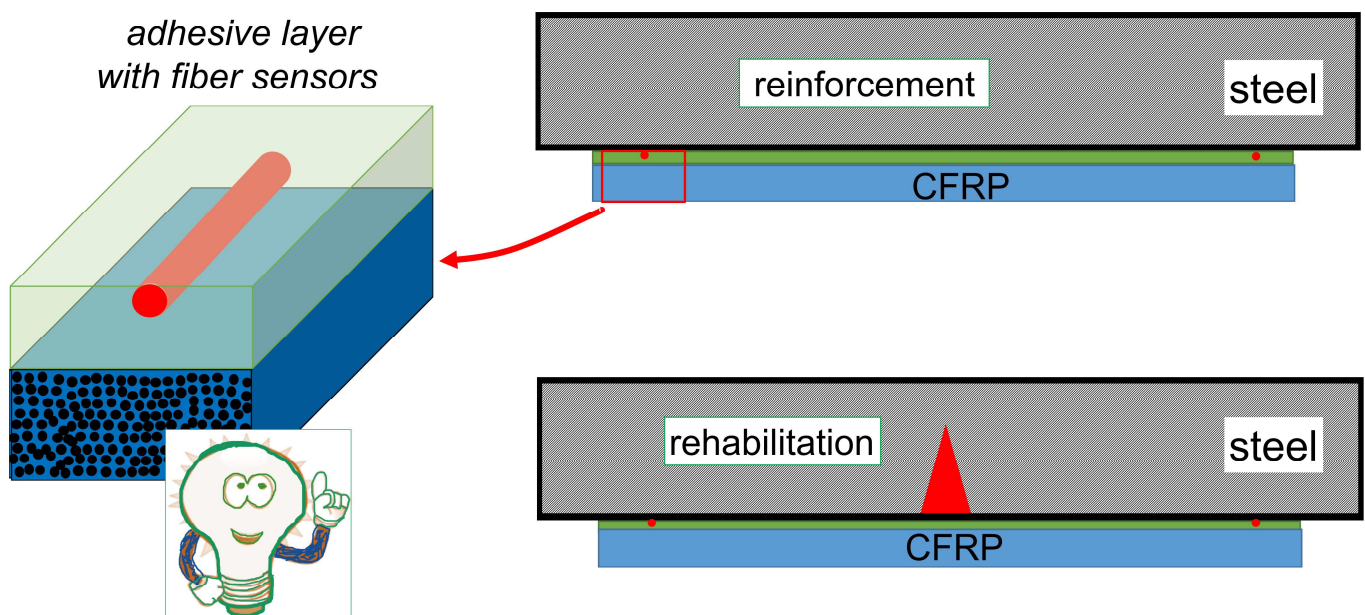 adhesive layer
with fiber sensors
reinforcement
steel
CFRP
rehabilitation
steel
CFRP